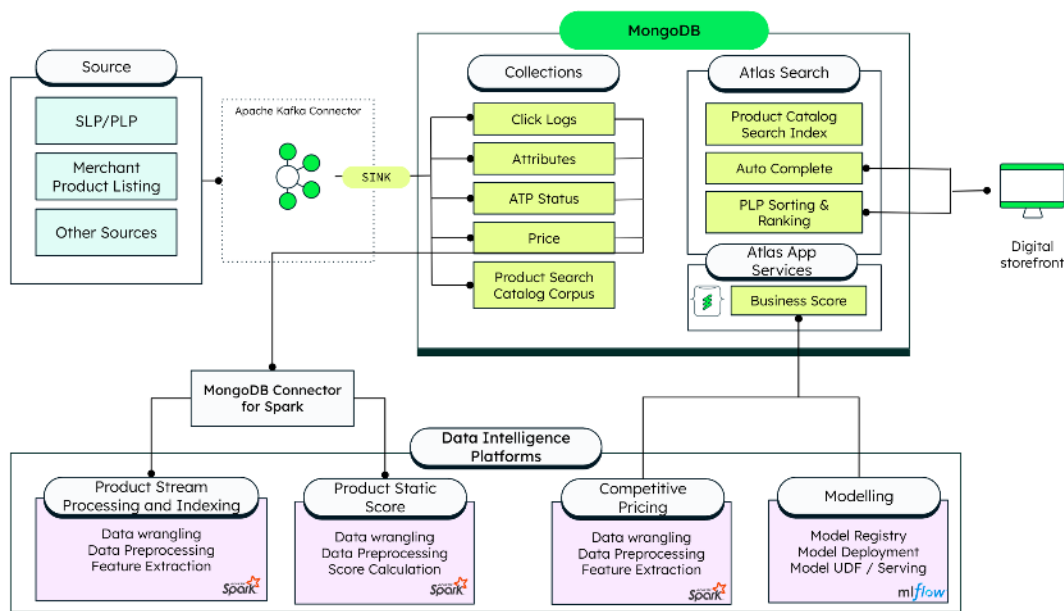 MongoDB
Source
SLP/PLP
Merchant
Product Listing
Other Sources
Apache Kafka Connector
SINK
Collections
Click Logs
Attributes
ATP Status
Price
Product Search
Catalog Corpus
Atlas Search
Product Catalog
Search Index
Auto Complete
PLP Sorting &
Ranking
Atlas App
Services
Business Score
Digital
storefront
MongoDB Connector
for Spark
Data Intelligence
Platforms
Product Stream
Processing and Indexing
Data wrangling
Data Preprocessing
Feature Extraction
Spark
Product Static
Score
Data wrangling
Data Preprocessing
Score Calculation
Spark
Competitive
Pricing
Data wrangling
Data Preprocessing
Feature Extraction
Spark
Modelling
Model Registry
Model Deployment
Model UDF / Serving
mlflow